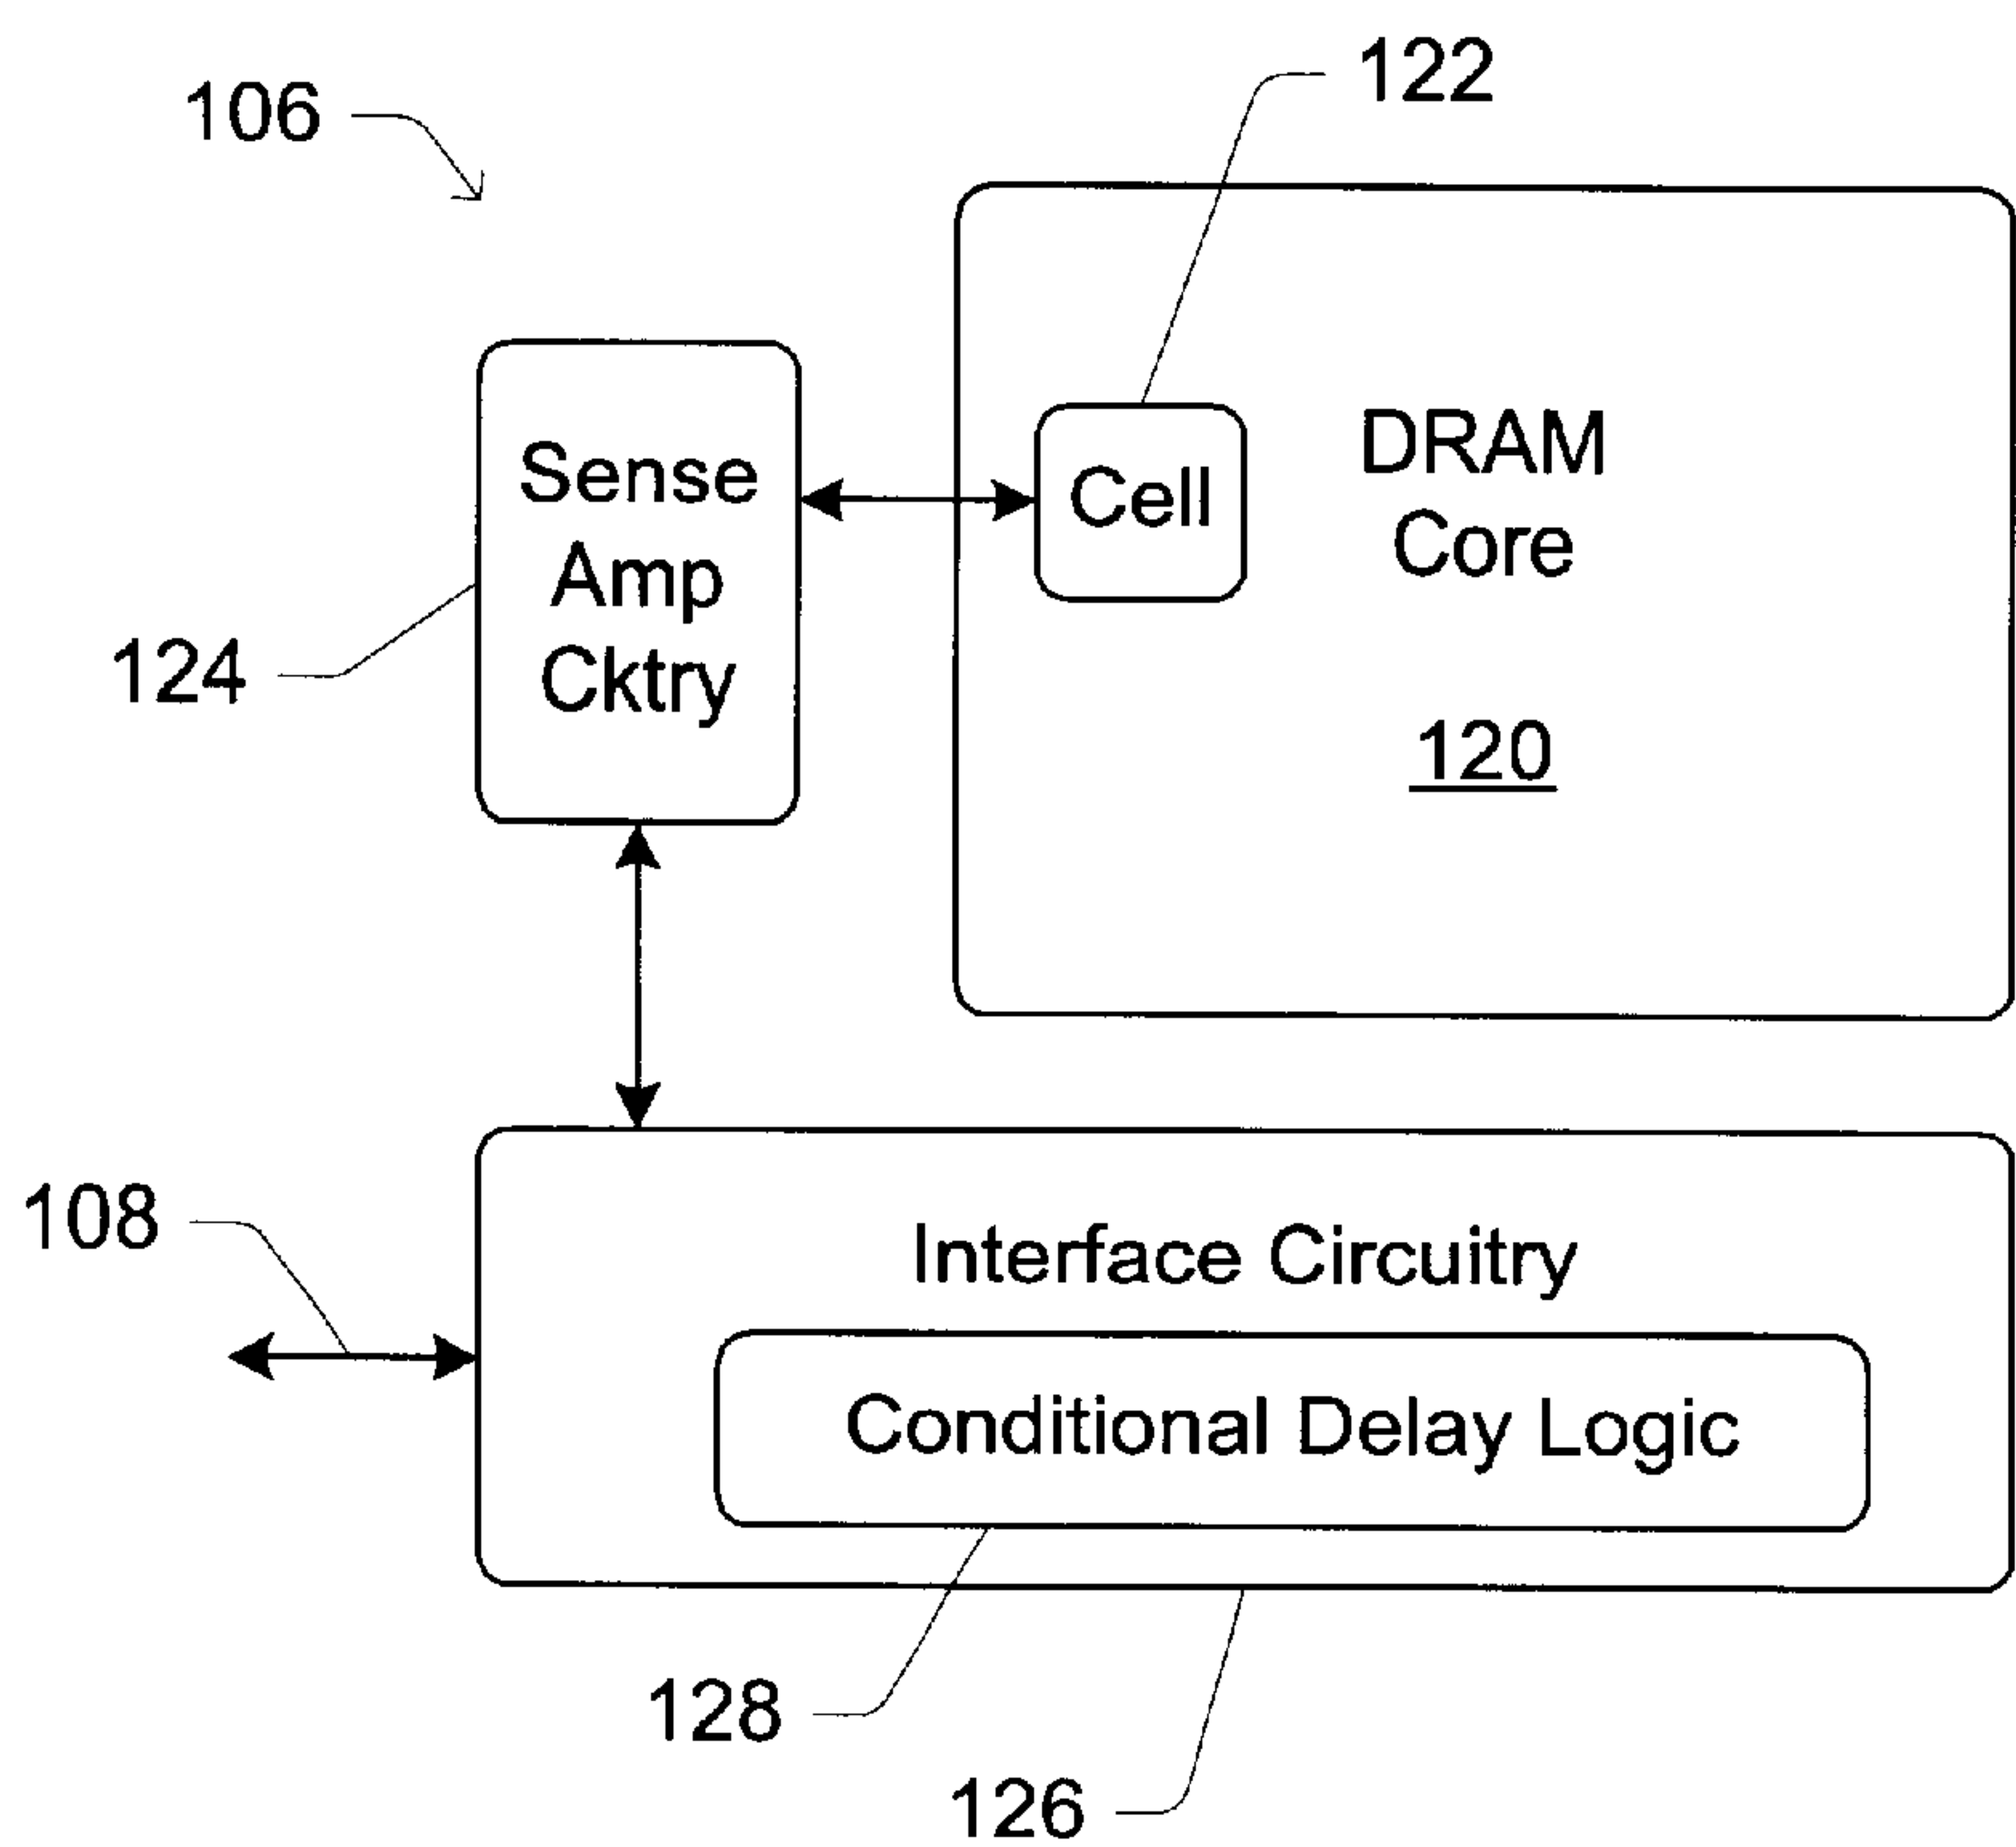 122
106
Sense
Amp
Cktry
Cell
DRAM
Core
120
124
108
Interface Circuitry
Conditional Delay Logic
128
126